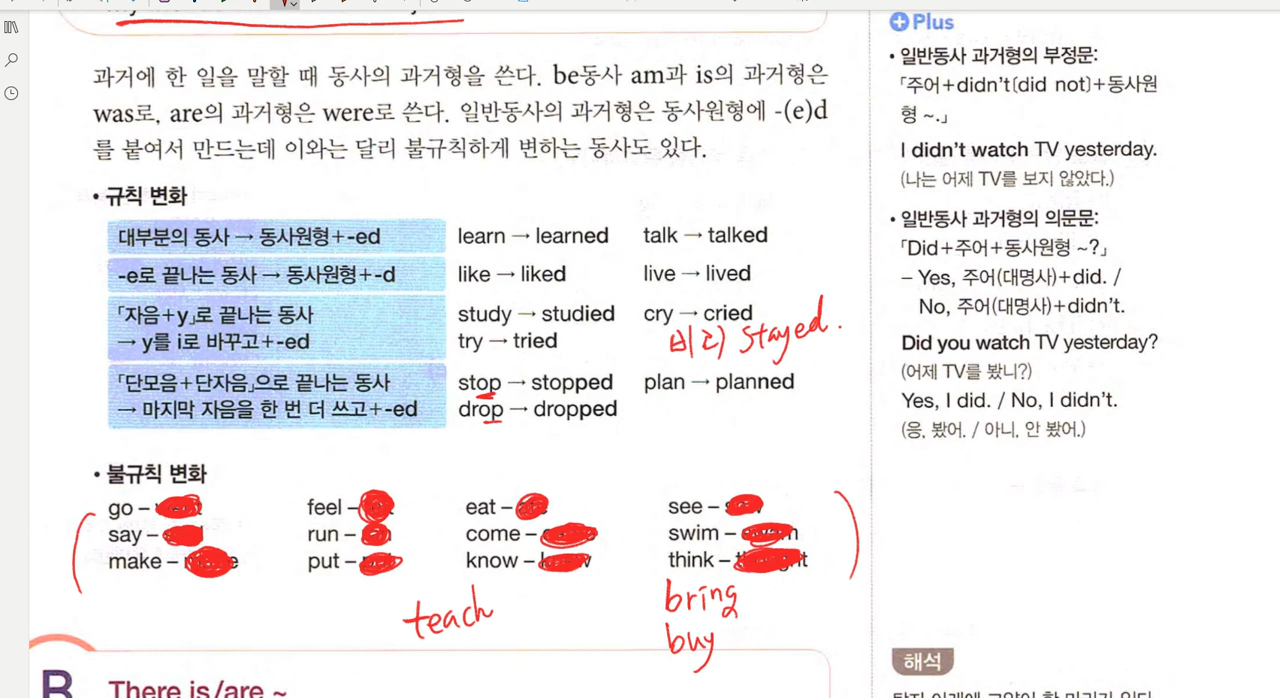 과거에 한 일을 말할 때 동사의 과거형을 쓴다. be동사 am과 is의 과거형은
was로, are의 과거형은 were로 쓴다. 일반동사의 과거형은 동사원형에 -(e)d
를 붙여서 만드는데 이와는 달리 불규칙하게 변하는 동사도 있다.
• 규칙 변화
대부분의 동사 → 동사원형+-ed learn → learned talk → talked
-e로 끝나는 동사 → 동사원형+-d like → liked live → lived
「자음+y」로 끝나는 동사 study → studied cry → cried
→ y를 i로 바꾸고+-ed try → tried
비교) stayed.
「단모음+단자음」으로 끝나는 동사 stop → stopped plan → planned
→ 마지막 자음을 한 번 더 쓰고+-ed drop → dropped
• 불규칙 변화
go – feel – eat – see –
say – run – come – swim –
make – put – know – think –
teach
bring
buy
B There is/are ~
Plus
• 일반동사 과거형의 부정문:
「주어+didn't(did not)+동사원
형 ~.」
I didn't watch TV yesterday.
(나는 어제 TV를 보지 않았다.)
• 일반동사 과거형의 의문문:
「Did+주어+동사원형 ~?」
– Yes, 주어(대명사)+did. /
No, 주어(대명사)+didn't.
Did you watch TV yesterday?
(어제 TV를 봤니?)
Yes, I did. / No, I didn't.
(응, 봤어. / 아니, 안 봤어.)
해석